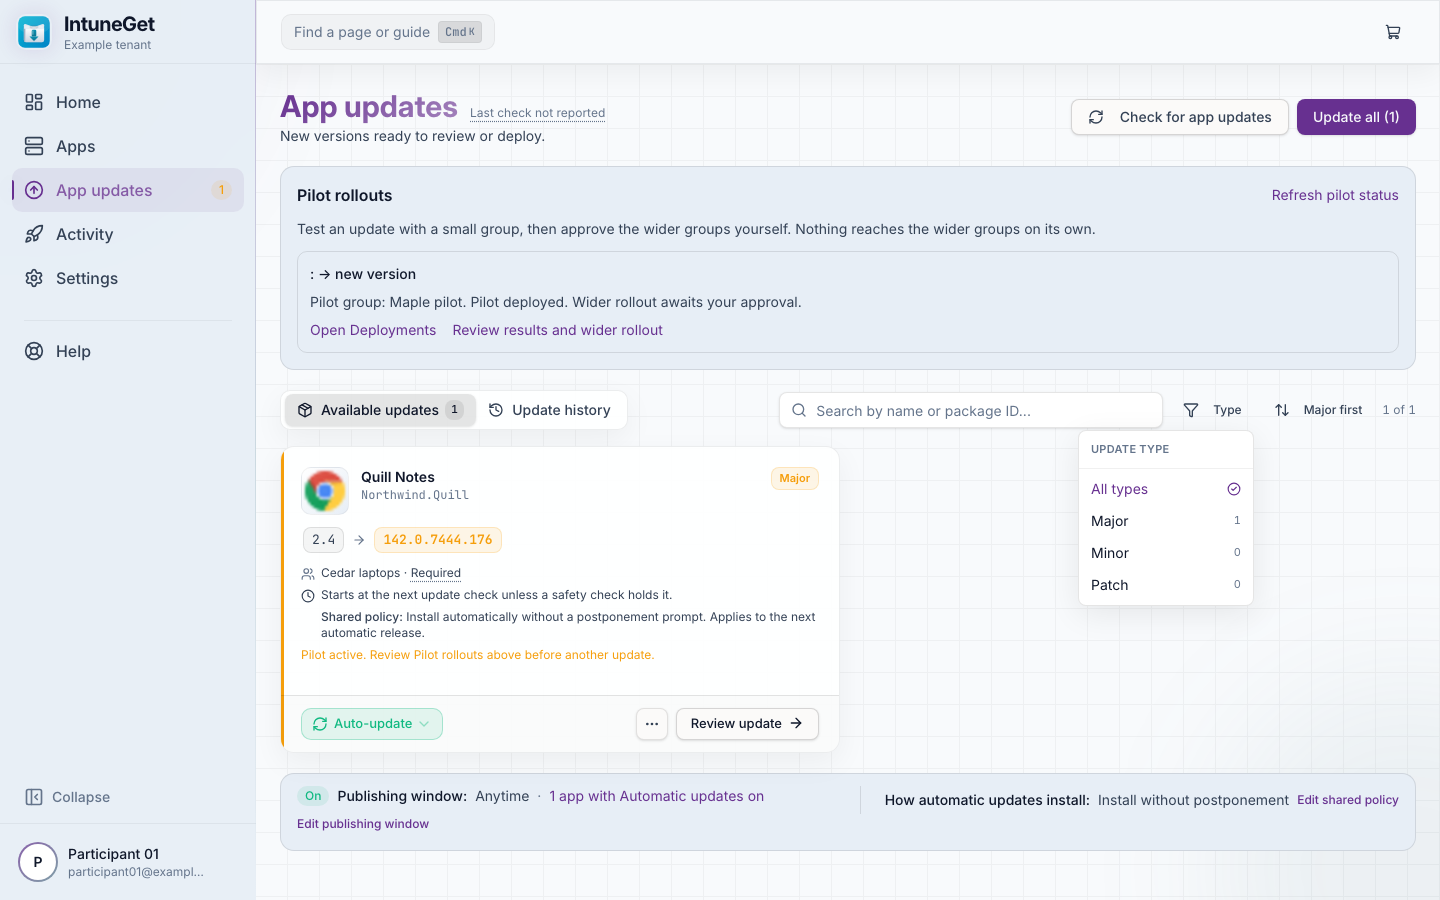 IntuneGet
Example tenant
Find a page or guide
Cmd K
Home
Apps
App updates 1
Activity
Settings
Help
Collapse
P
Participant 01
participant01@exampl...
App updates
Last check not reported
New versions ready to review or deploy.
Check for app updates
Update all (1)
Pilot rollouts
Refresh pilot status
Test an update with a small group, then approve the wider groups yourself. Nothing reaches the wider groups on its own.
: → new version
Pilot group: Maple pilot. Pilot deployed. Wider rollout awaits your approval.
Open Deployments
Review results and wider rollout
Available updates 1
Update history
Search by name or package ID...
Type
Major first
1 of 1
UPDATE TYPE
All types
Major 1
Minor 0
Patch 0
Quill Notes
Northwind.Quill
Major
2.4 → 142.0.7444.176
Cedar laptops · Required
Starts at the next update check unless a safety check holds it.
Shared policy: Install automatically without a postponement prompt. Applies to the next
automatic release.
Pilot active. Review Pilot rollouts above before another update.
Auto-update
Review update →
On Publishing window: Anytime · 1 app with Automatic updates on
Edit publishing window
How automatic updates install: Install without postponement Edit shared policy